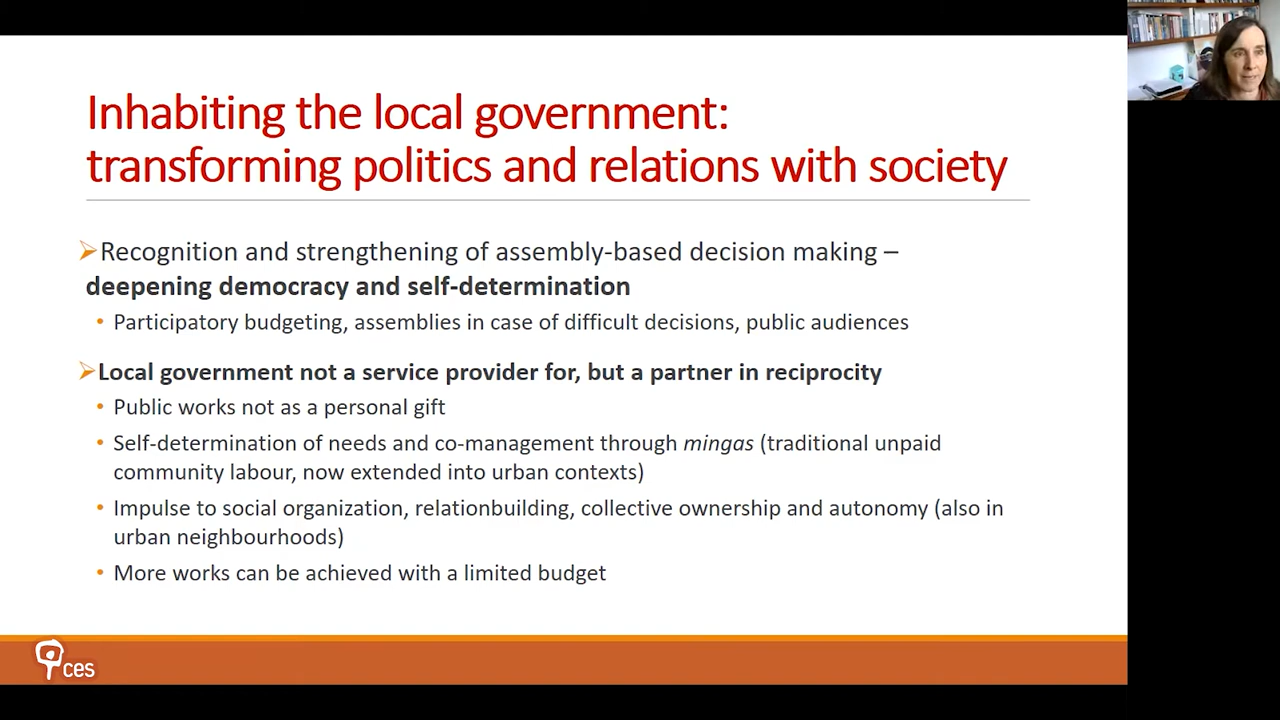 Inhabiting the local government:
transforming politics and relations with society
Recognition and strengthening of assembly-based decision making –
deepening democracy and self-determination
• Participatory budgeting, assemblies in case of difficult decisions, public audiences
Local government not a service provider for, but a partner in reciprocity
• Public works not as a personal gift
• Self-determination of needs and co-management through mingas (traditional unpaid
community labour, now extended into urban contexts)
• Impulse to social organization, relationbuilding, collective ownership and autonomy (also in
urban neighbourhoods)
• More works can be achieved with a limited budget
ces